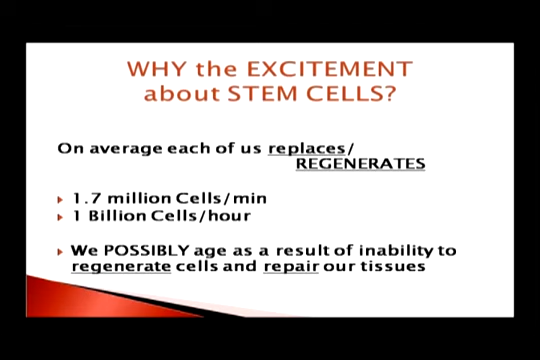 WHY the EXCITEMENT
about STEM CELLS?
On average each of us replaces/
REGENERATES
1.7 million Cells/min
1 Billion Cells/hour
We POSSIBLY age as a result of inability to
regenerate cells and repair our tissues